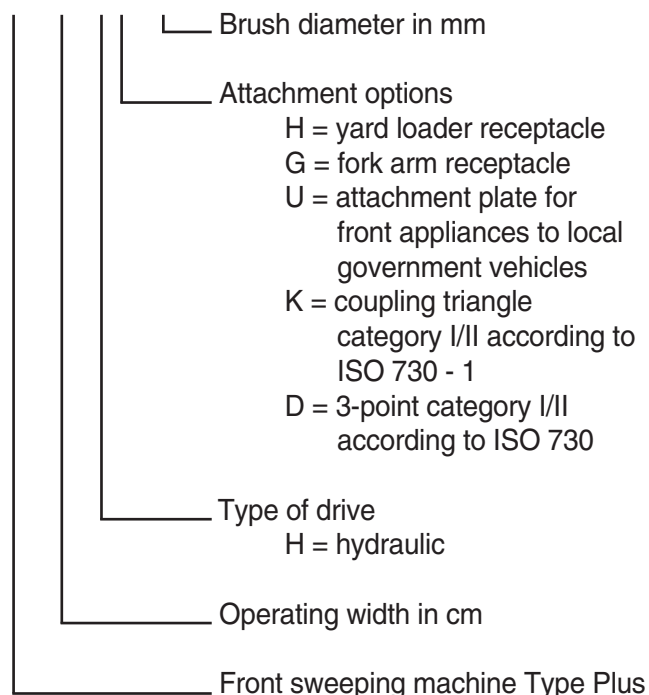 Brush diameter in mm
Attachment options
H = yard loader receptacle
G = fork arm receptacle
U = attachment plate for
front appliances to local
government vehicles
K = coupling triangle
category I/II according to
ISO 730 - 1
D = 3-point category I/II
according to ISO 730
Type of drive
H = hydraulic
Operating width in cm
Front sweeping machine Type Plus